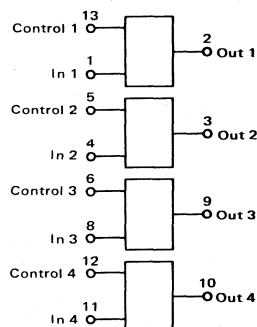 13
Control 1
2
Out 1
1
In 1
5
Control 2
3
Out 2
4
In 2
6
Control 3
9
Out 3
8
In 3
12
Control 4
10
Out 4
11
In 4